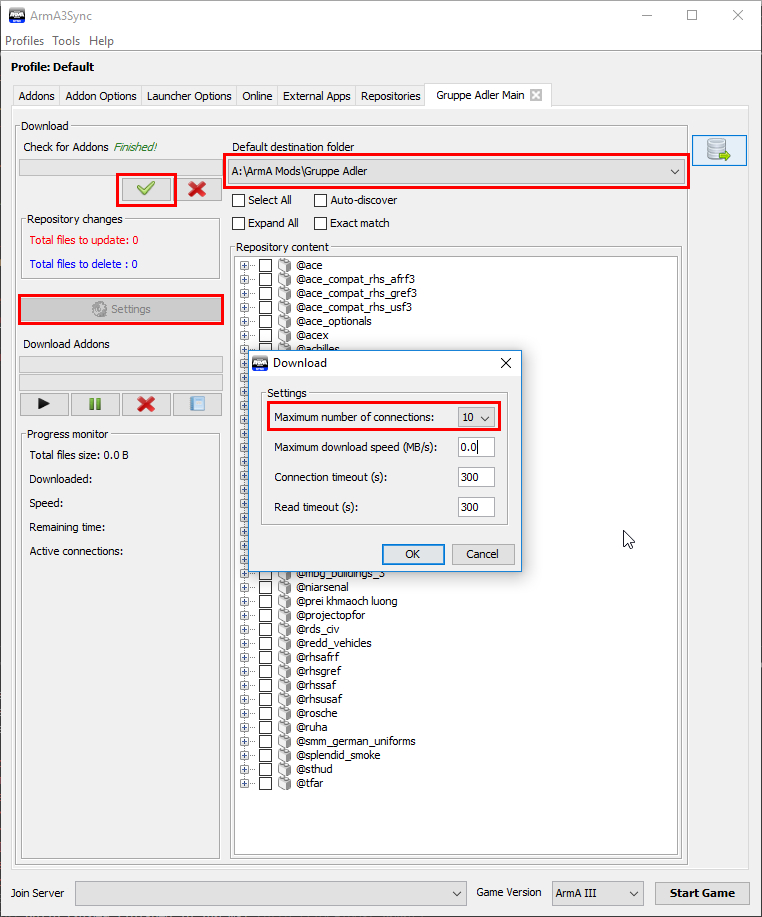 ArmA3Sync
Profiles Tools Help
Profile: Default
Addons Addon Options Launcher Options Online External Apps Repositories Gruppe Adler Main
Download
Check for Addons Finished!
Default destination folder
A:\ArmA Mods\Gruppe Adler
Select All Auto-discover
Expand All Exact match
Repository changes
Total files to update: 0
Total files to delete : 0
Settings
Download Addons
Progress monitor
Total files size: 0.0 B
Downloaded:
Speed:
Remaining time:
Active connections:
Repository content
@ace
@ace_compat_rhs_afrf3
@ace_compat_rhs_gref3
@ace_compat_rhs_usf3
@ace_optionals
@acex
@achilles
Download
Settings
Maximum number of connections: 10
Maximum download speed (MB/s): 0.0
Connection timeout (s): 300
Read timeout (s): 300
OK Cancel
@mbg_buildings_3
@niarsenal
@prei khmaoch luong
@projectopfor
@rds_civ
@redd_vehicles
@rhsafrf
@rhsgref
@rhssaf
@rhsusaf
@rosche
@ruha
@smm_german_uniforms
@splendid_smoke
@sthud
@tfar
Join Server Game Version ArmA III Start Game